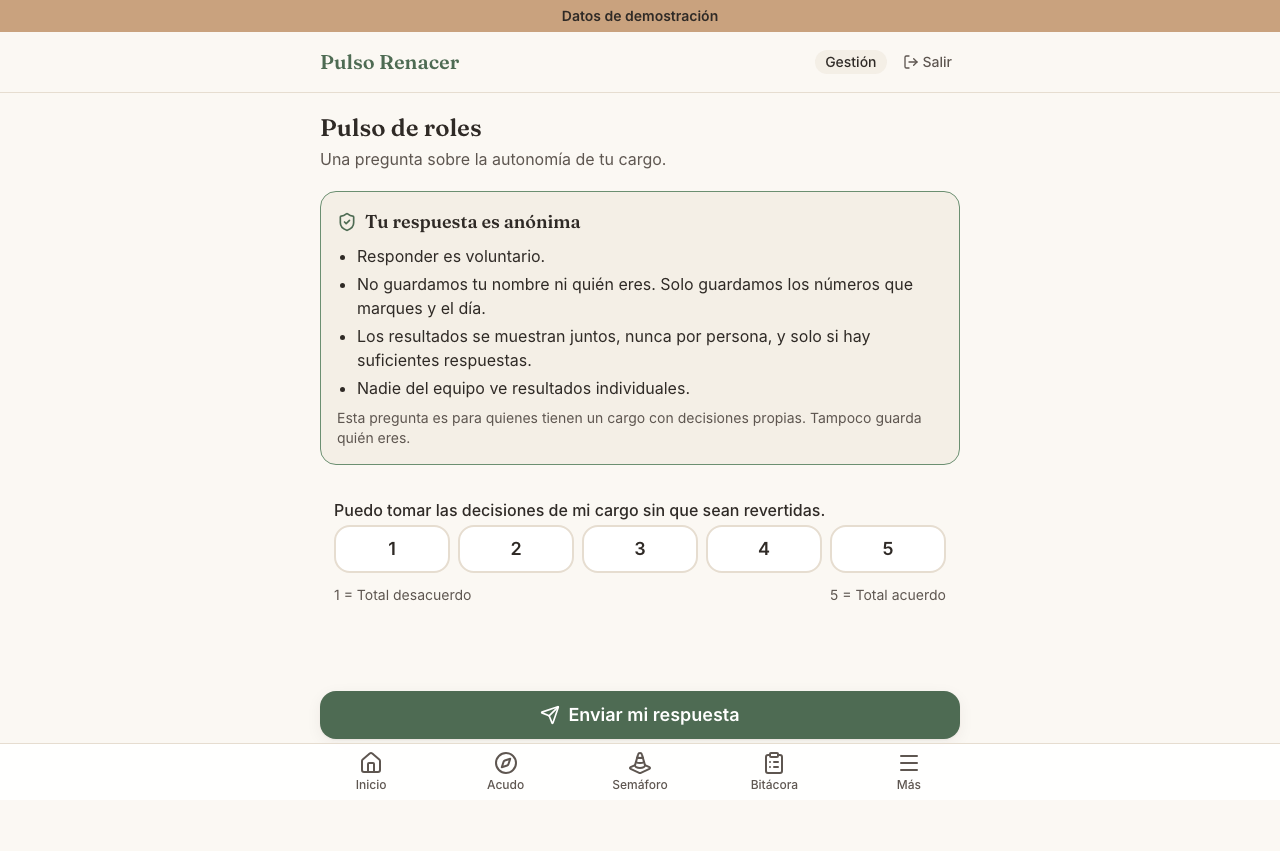 Datos de demostración
Pulso Renacer
Gestión
Salir
Pulso de roles
Una pregunta sobre la autonomía de tu cargo.
Tu respuesta es anónima
• Responder es voluntario.
• No guardamos tu nombre ni quién eres. Solo guardamos los números que
marques y el día.
• Los resultados se muestran juntos, nunca por persona, y solo si hay
suficientes respuestas.
• Nadie del equipo ve resultados individuales.
Esta pregunta es para quienes tienen un cargo con decisiones propias. Tampoco guarda
quién eres.
Puedo tomar las decisiones de mi cargo sin que sean revertidas.
1 2 3 4 5
1 = Total desacuerdo 5 = Total acuerdo
Enviar mi respuesta
Inicio Acudo Semáforo Bitácora Más